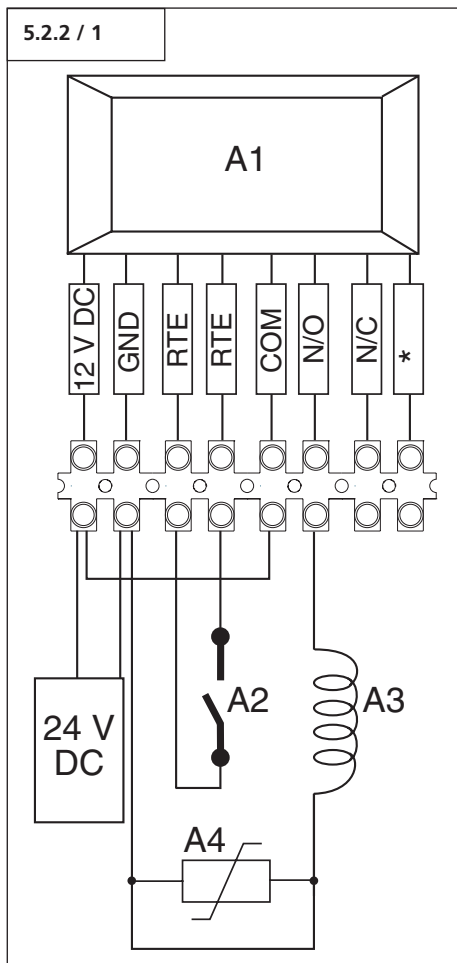 5.2.2 / 1
A1
12 V DC
GND
RTE
RTE
COM
N/O
N/C
*
24 V
DC
A2
A3
A4